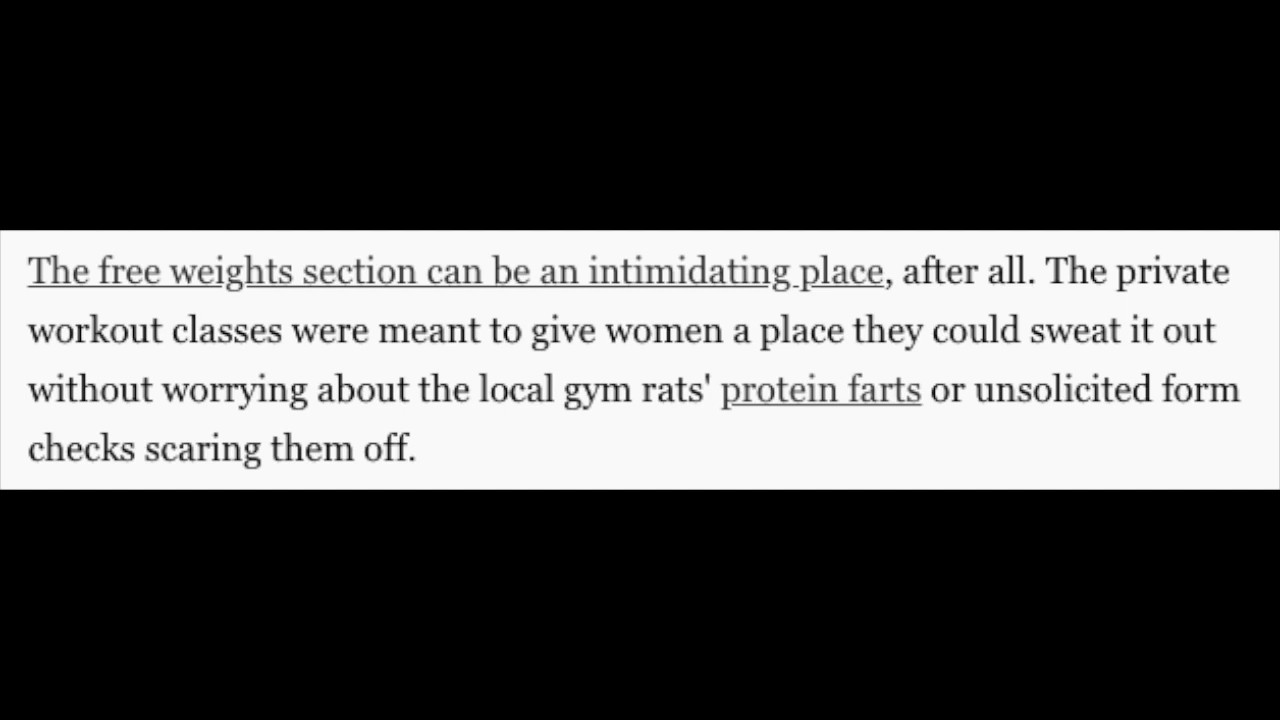 The free weights section can be an intimidating place, after all. The private
workout classes were meant to give women a place they could sweat it out
without worrying about the local gym rats' protein farts or unsolicited form
checks scaring them off.